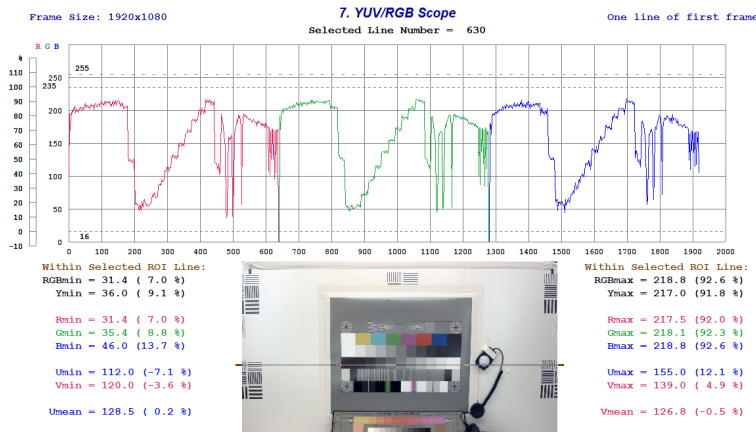 7. YUV/RGB Scope
Frame Size: 1920x1080
One line of first frame
Selected Line Number = 630
R G B
%
110
100
90
80
70
60
50
40
30
20
10
0
-10
255
235
16
250
200
150
100
50
0
0 100 200 300 400 500 600 700 800 900 1000 1100 1200 1300 1400 1500 1600 1700 1800 1900 2000
Within Selected ROI Line:
RGBmin = 31.4 ( 7.0 %)
Ymin = 36.0 ( 9.1 %)
Rmin = 31.4 ( 7.0 %)
Gmin = 35.4 ( 8.8 %)
Bmin = 46.0 (13.7 %)
Umin = 112.0 (-7.1 %)
Vmin = 120.0 (-3.6 %)
Umean = 128.5 ( 0.2 %)
Within Selected ROI Line:
RGBmax = 218.8 (92.6 %)
Ymax = 217.0 (91.8 %)
Rmax = 217.5 (92.0 %)
Gmax = 218.1 (92.3 %)
Bmax = 218.8 (92.6 %)
Umax = 155.0 (12.1 %)
Vmax = 139.0 ( 4.9 %)
Vmean = 126.8 (-0.5 %)